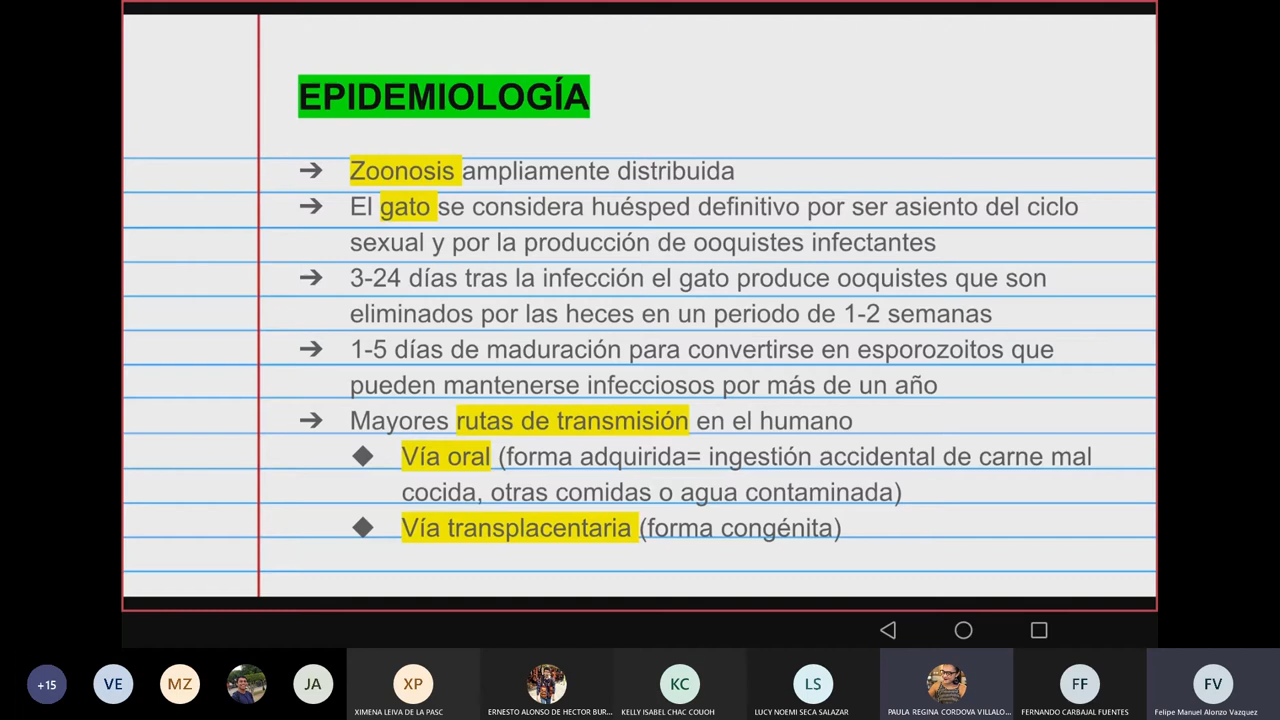 EPIDEMIOLOGÍA
Zoonosis ampliamente distribuida
El gato se considera huésped definitivo por ser asiento del ciclo
sexual y por la producción de ooquistes infectantes
3-24 días tras la infección el gato produce ooquistes que son
eliminados por las heces en un periodo de 1-2 semanas
1-5 días de maduración para convertirse en esporozoitos que
pueden mantenerse infecciosos por más de un año
Mayores rutas de transmisión en el humano
Vía oral (forma adquirida= ingestión accidental de carne mal
cocida, otras comidas o agua contaminada)
Vía transplacentaria (forma congénita)
+15
VE
MZ
JA
XP
KC
LS
FF
FV
XIMENA LEIVA DE LA PASC
ERNESTO ALONSO DE HECTOR BUR...
KELLY ISABEL CHAC COUOH
LUCY NOEMI SECA SALAZAR
PAULA REGINA CORDOVA VILLALO...
FERNANDO CARBAJAL FUENTES
Felipe Manuel Alonzo Vazquez